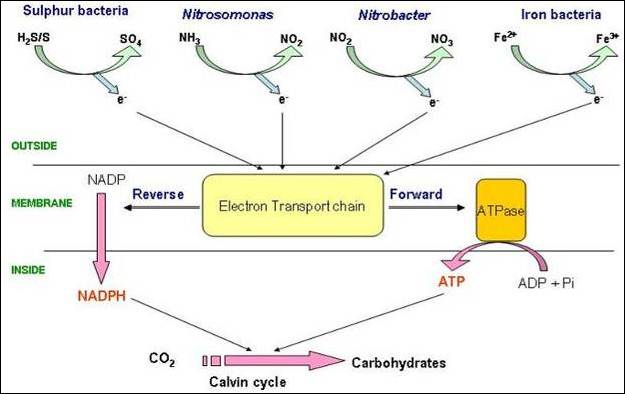 Sulphur bacteria Nitrosomonas Nitrobacter Iron bacteria
H₂S/S SO₄ NH₃ NO₂ NO₂ NO₃ Fe²⁺ Fe³⁺
e⁻ e⁻ e⁻ e⁻
OUTSIDE
NADP Reverse Electron Transport chain Forward ATPase
MEMBRANE
INSIDE
NADPH ATP ADP + Pi
CO₂ Carbohydrates
Calvin cycle